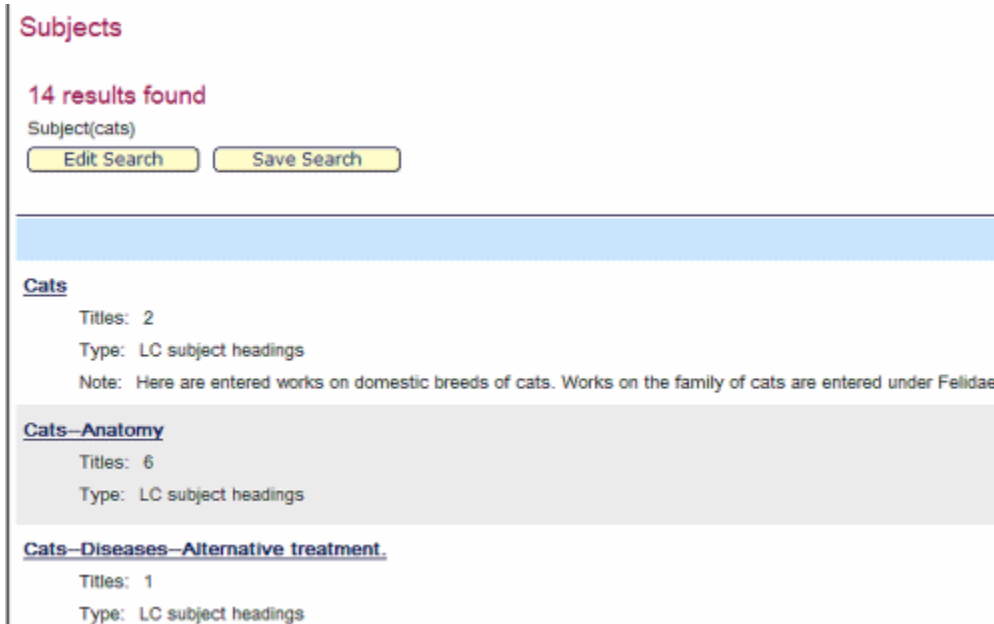 Subjects
14 results found
Subject(cats)
Edit Search Save Search
Cats
Titles: 2
Type: LC subject headings
Note: Here are entered works on domestic breeds of cats. Works on the family of cats are entered under Felidae
Cats--Anatomy
Titles: 6
Type: LC subject headings
Cats--Diseases--Alternative treatment.
Titles: 1
Type: LC subject headings